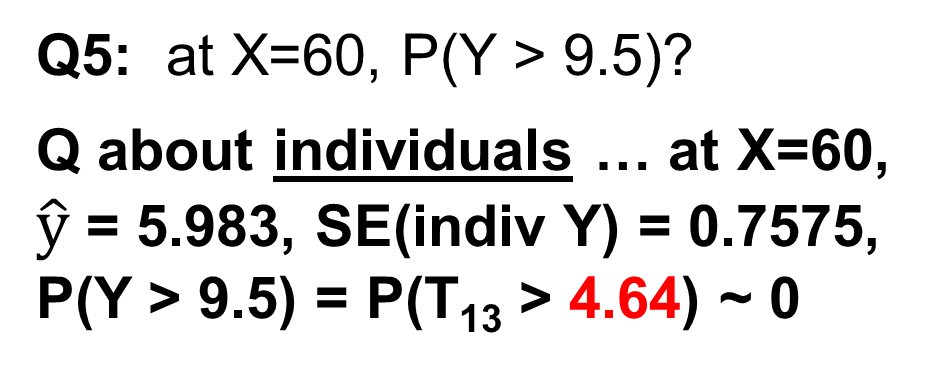 Q5: at X=60, P(Y > 9.5)?
Q about individuals … at X=60,
ŷ = 5.983, SE(indiv Y) = 0.7575,
P(Y > 9.5) = P(T₁₃ > 4.64) ~ 0